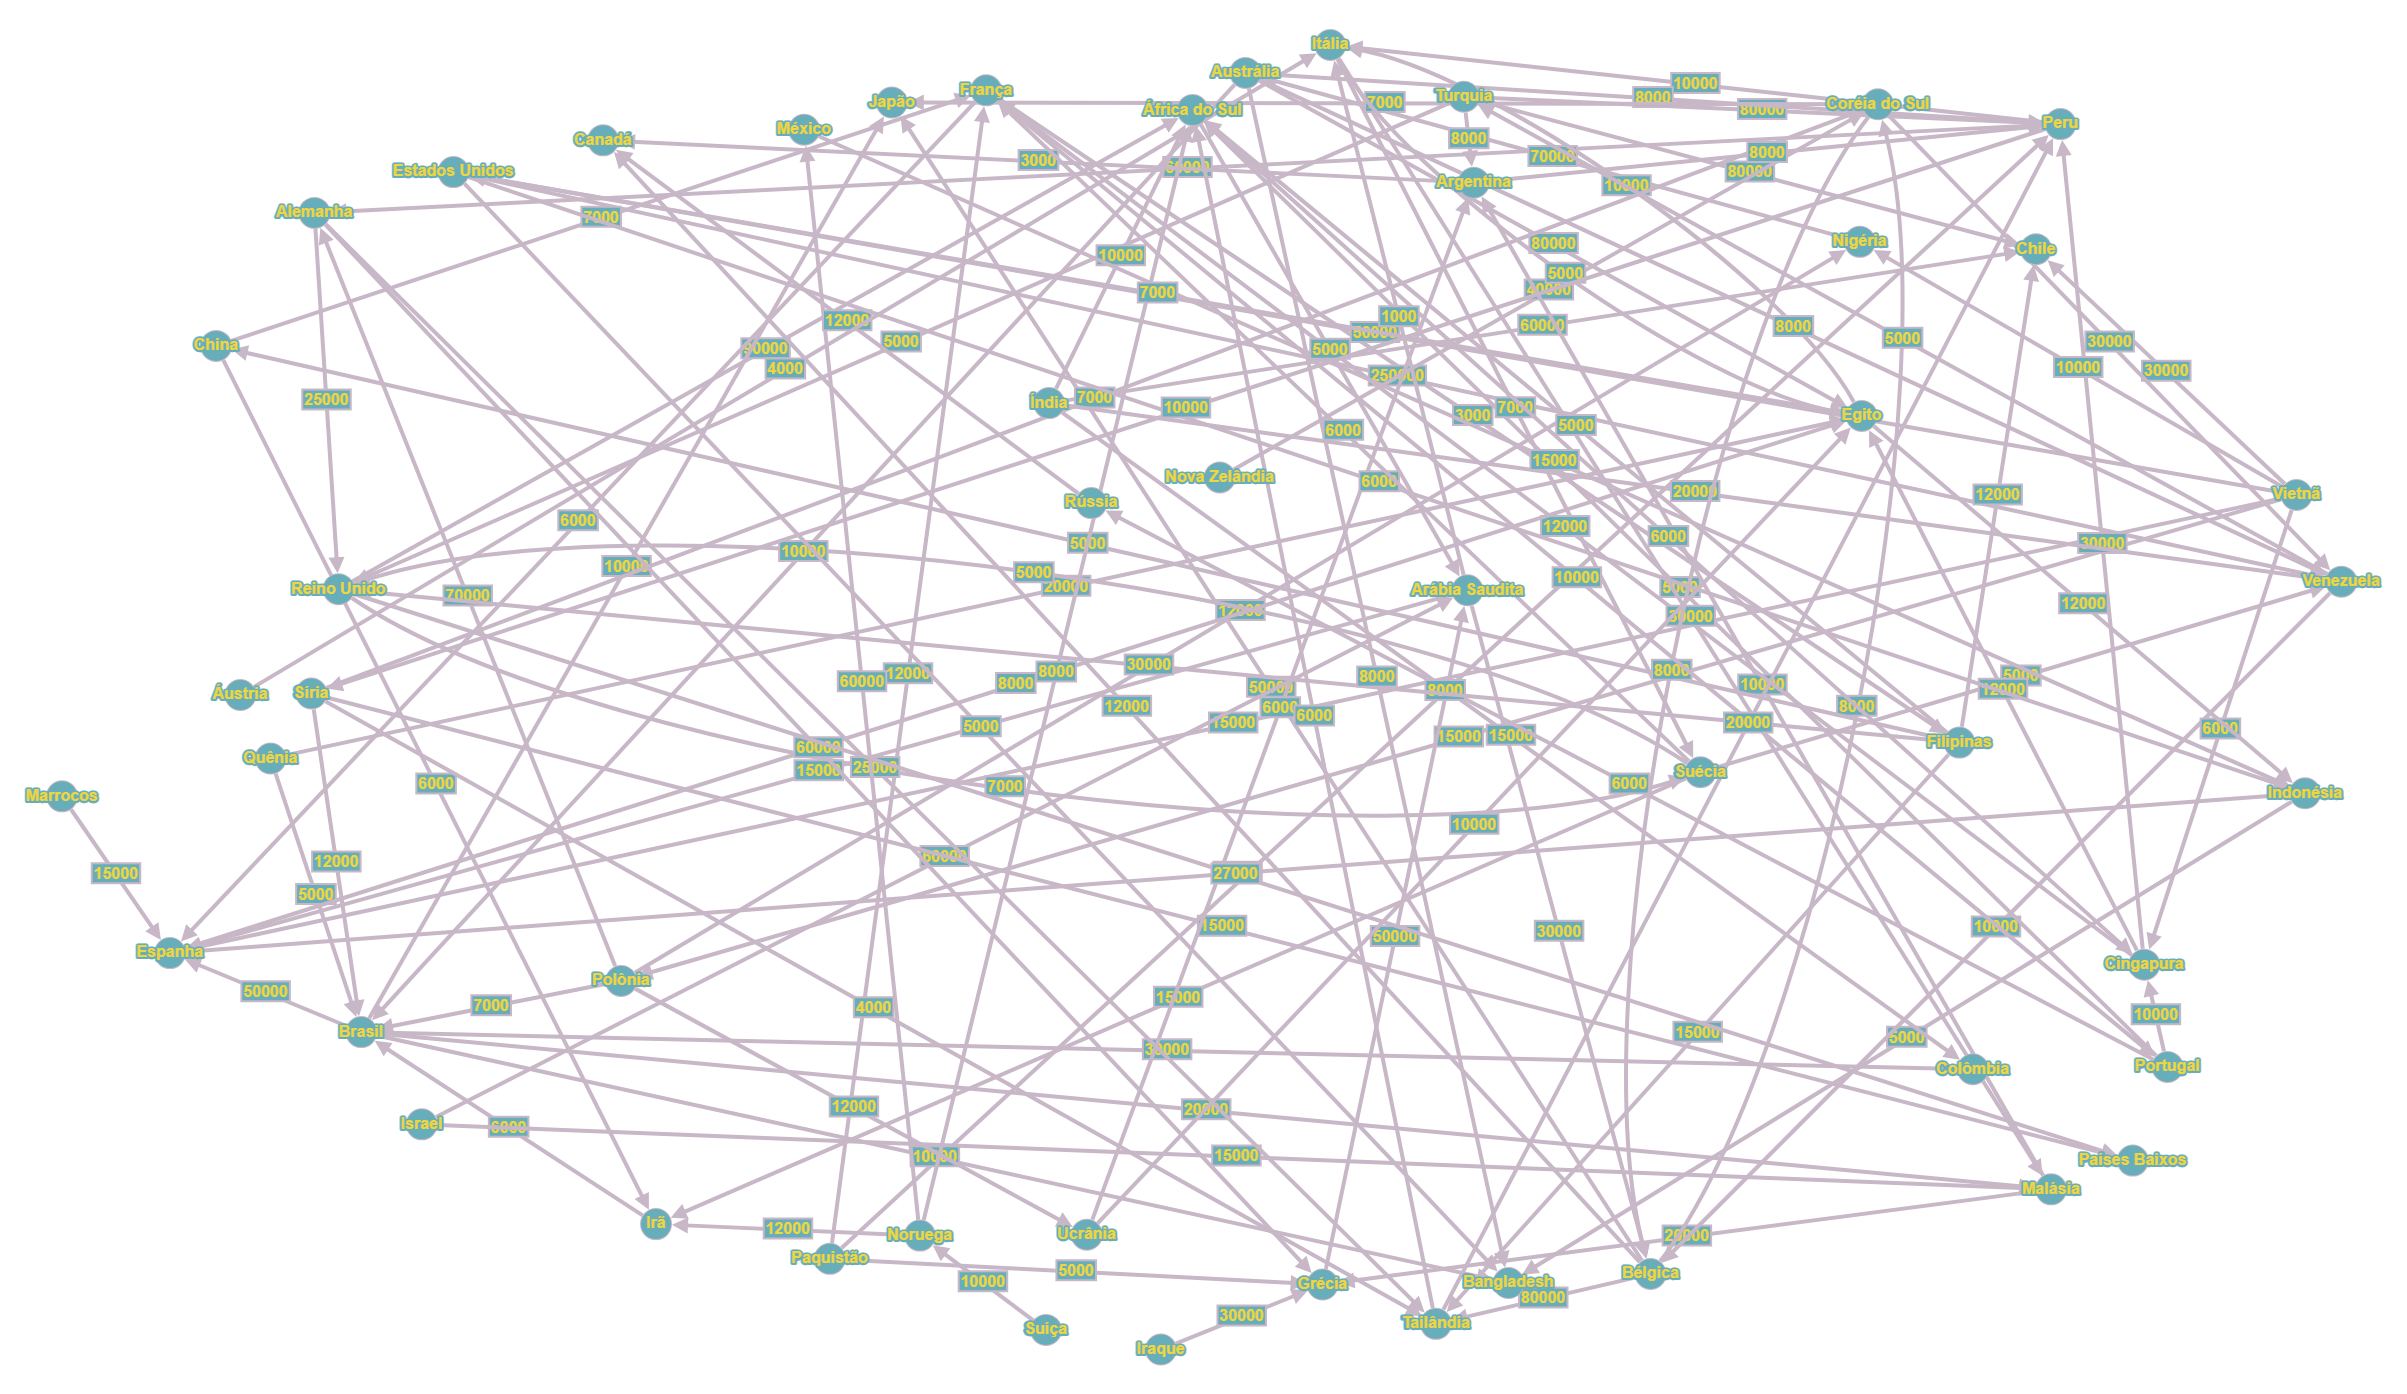 Itália
Austrália
10000
França
Japão
África do Sul
7000
Turquia
8000
80000
Coréia do Sul
Peru
México
Canadá
3000
8000
70000
8000
Estados Unidos
Argentina
10000
80000
Alemanha
7000
10000
80000
Nigéria
Chile
5000
40000
7000
12000
60000
8000
1000
5000
5000
30000
China
4000
5000
10000
30000
25000
Índia
7000
10000
7000
3000
Egito
5000
6000
15000
6000
Nova Zelândia
20000
Vietnã
Rússia
6000
12000
6000
5000
30000
10000
10000
5000
10000
Reino Unido
70000
20000
12000
Arábia Saudita
5000
Venezuela
12000
30000
30000
8000
8000
12000
Áustria
Síria
60000
12000
50000
8000
8000
10000
5000
12000
6000
6000
8000
5000
15000
20000
6000
15000
15000
Filipinas
60000
Quênia
15000
25000
Suécia
7000
6000
6000
Indonésia
Marrocos
10000
15000
12000
60000
27000
5000
15000
50000
30000
10000
Espanha
Cingapura
Polônia
50000
7000
15000
4000
10000
Brasil
15000
5000
30000
Colômbia
Portugal
12000
20000
Israel
6000
10000
15000
Países Baixos
Malásia
Irã
12000
Noruega
Ucrânia
20000
Paquistão
5000
Bélgica
10000
Grécia
Bangladesh
80000
30000
Tailândia
Suíça
Iraque